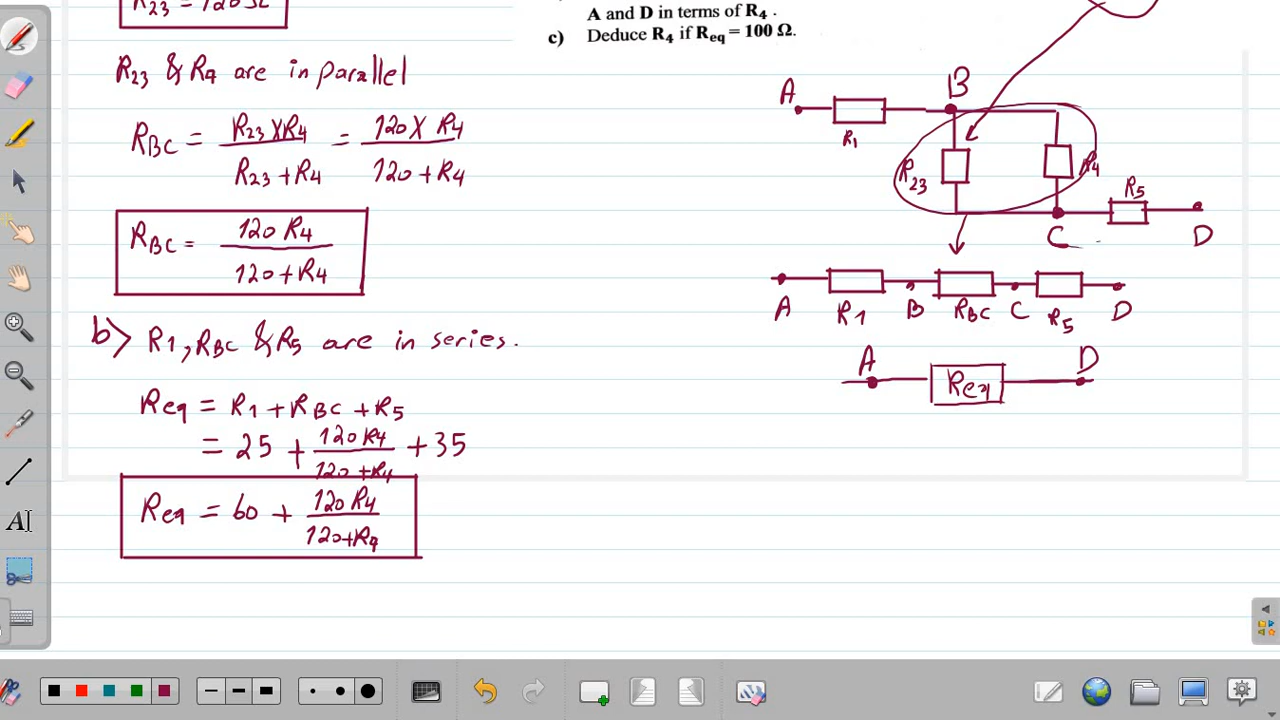 R23 = 120 Ω
A and D in terms of R4 .
c) Deduce R4 if Req = 100 Ω.
R23 & R4 are in parallel
RBC = R23 X R4 / R23 + R4 = 120 X R4 / 120 + R4
RBC = 120 R4 / 120 + R4
b) R1, RBC & R5 are in series.
Req = R1 + RBC + R5
= 25 + 120 R4 / 120 + R4 + 35
Req = 60 + 120 R4 / 120 + R4
A B
R1
R23 R4 R5
C D
A R1 B RBC C R5 D
A D
Req
A